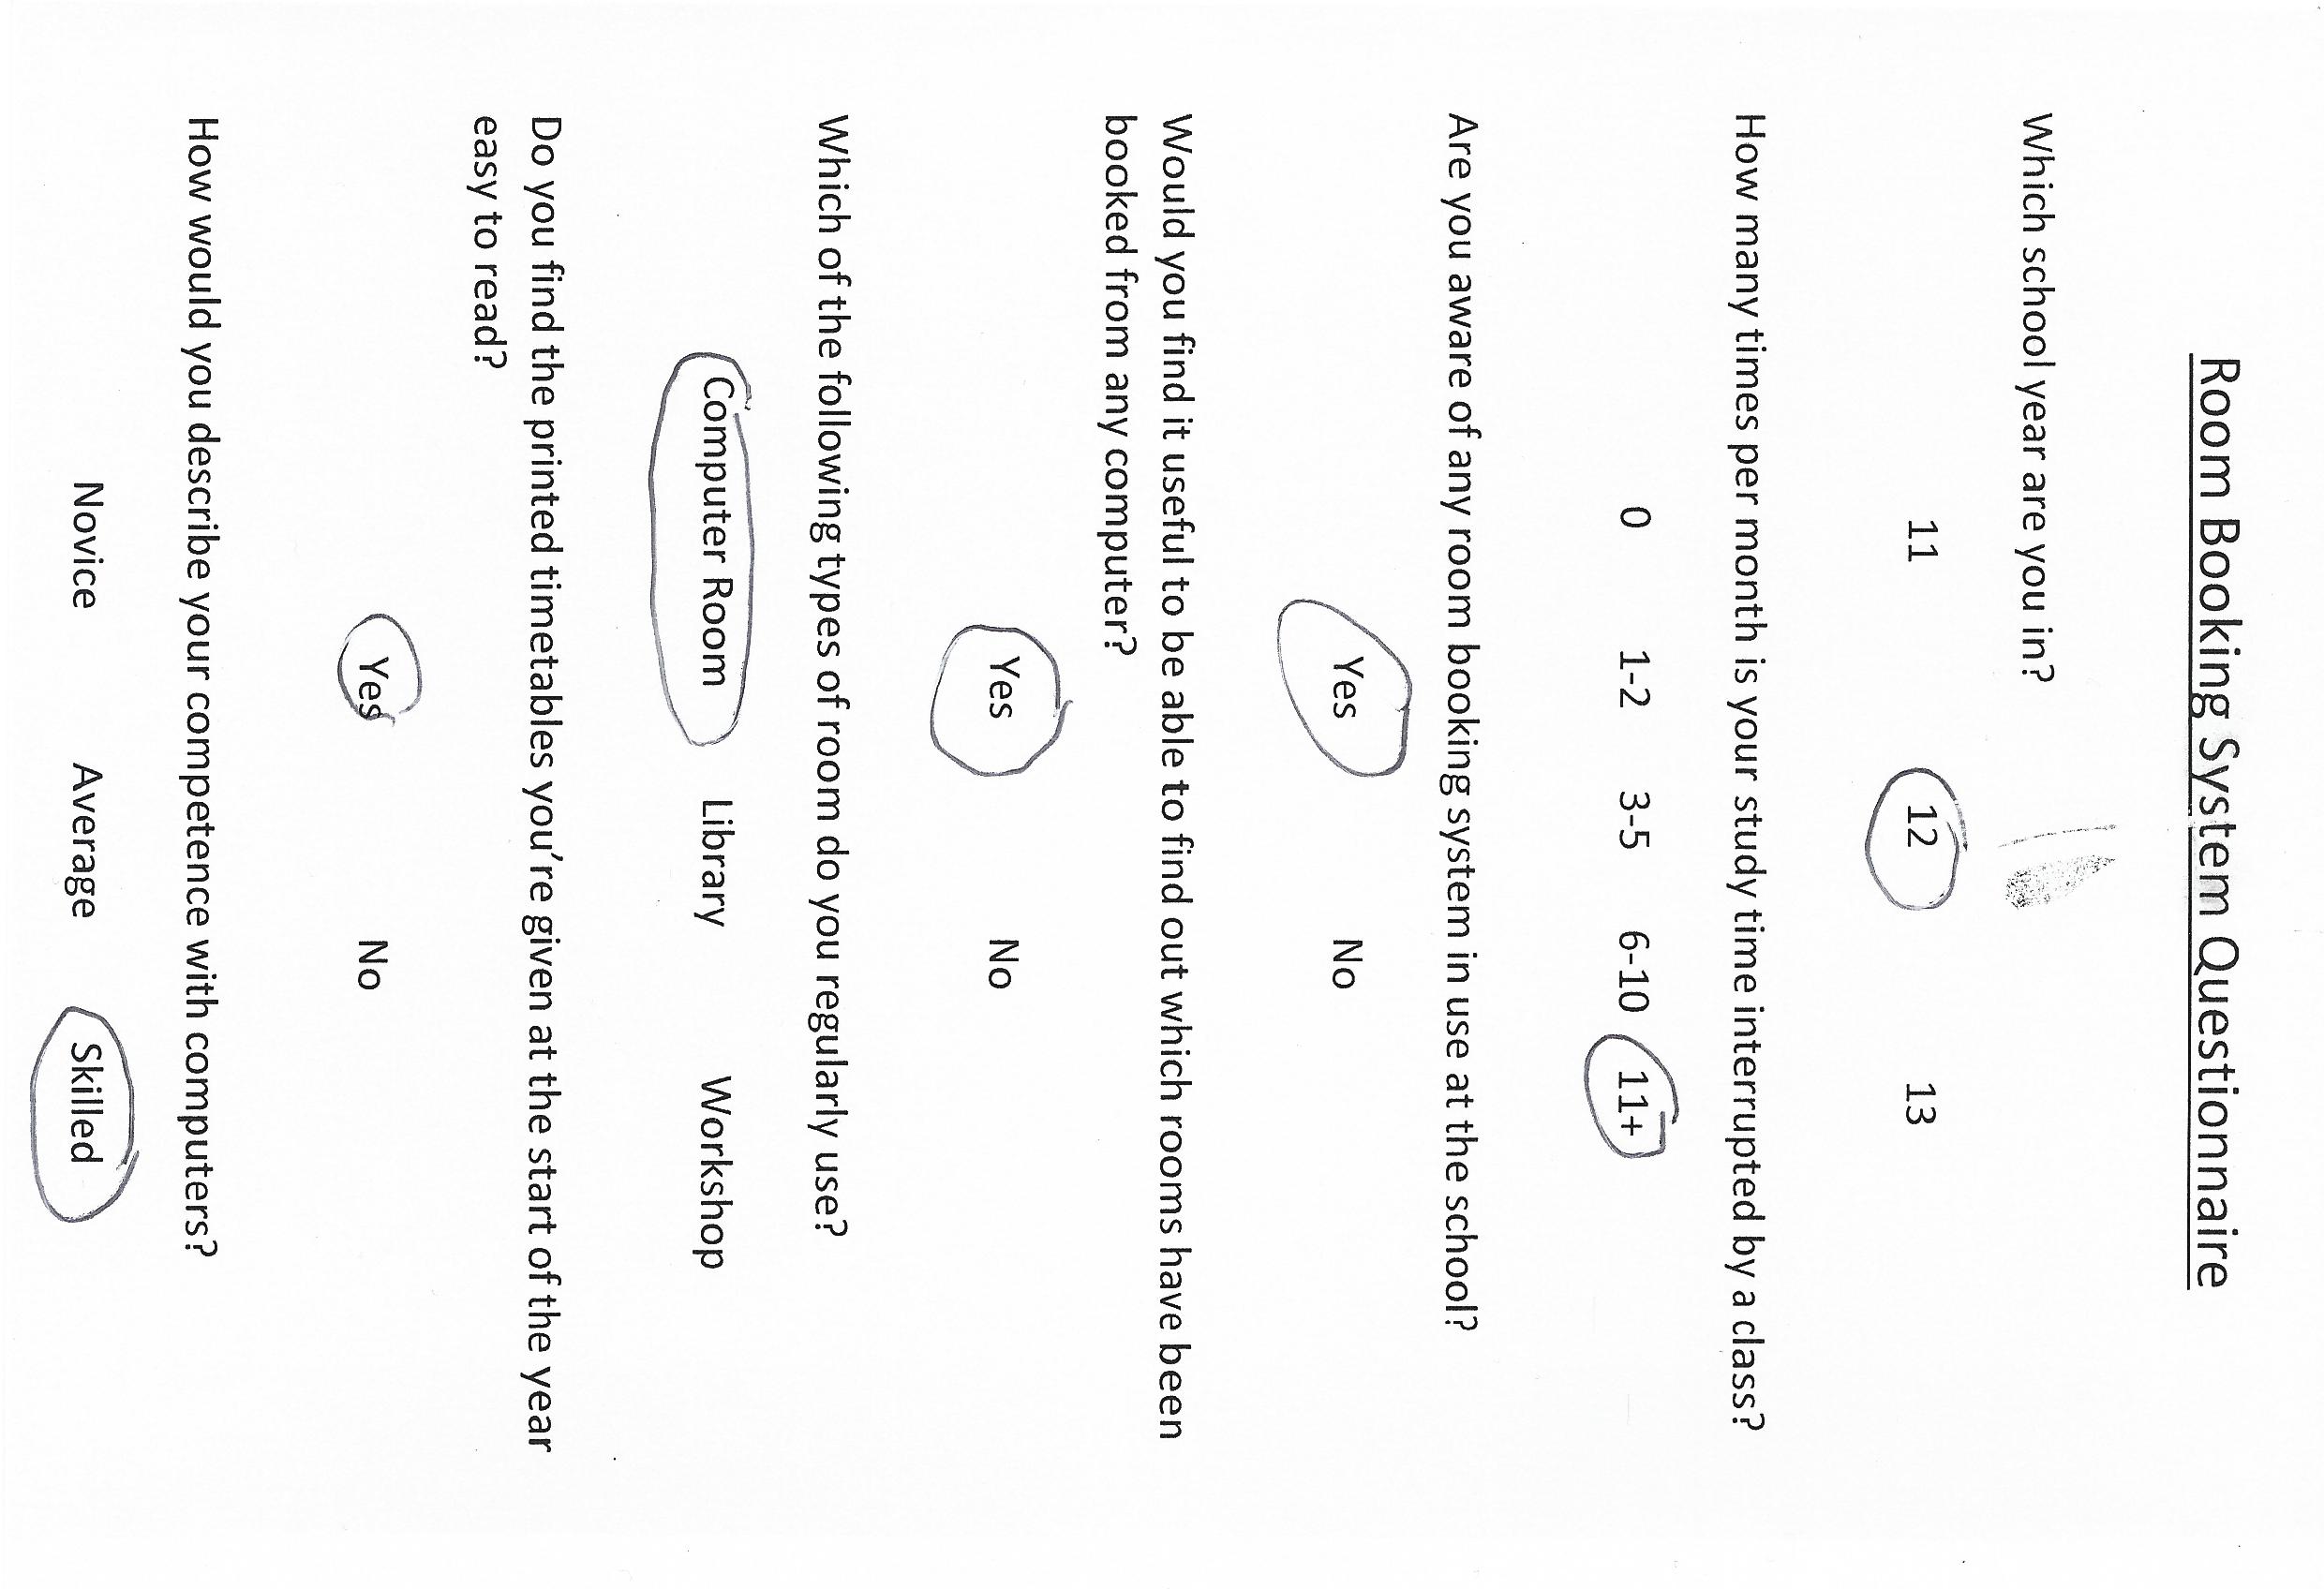 Room Booking System Questionnaire
Which school year are you in?
11 12 13
How many times per month is your study time interrupted by a class?
0 1-2 3-5 6-10 11+
Are you aware of any room booking system in use at the school?
Yes No
Would you find it useful to be able to find out which rooms have been
booked from any computer?
Yes No
Which of the following types of room do you regularly use?
Computer Room Library Workshop
Do you find the printed timetables you’re given at the start of the year
easy to read?
Yes No
How would you describe your competence with computers?
Novice Average Skilled